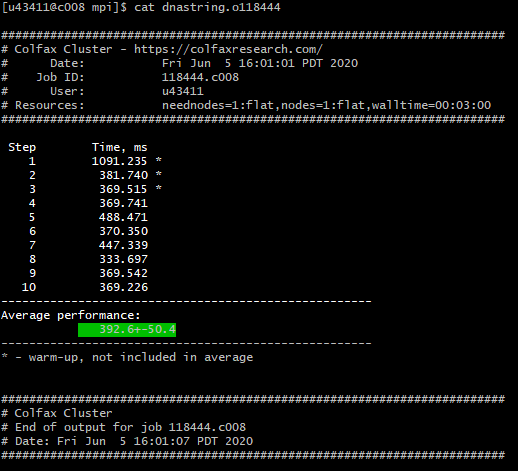 [u43411@c008 mpi]$ cat dnastring.o118444
########################################################################
# Colfax Cluster - https://colfaxresearch.com/
# Date: Fri Jun 5 16:01:01 PDT 2020
# Job ID: 118444.c008
# User: u43411
# Resources: neednodes=1:flat,nodes=1:flat,walltime=00:03:00
########################################################################
Step Time, ms
1 1091.235 *
2 381.740 *
3 369.515 *
4 369.741
5 488.471
6 370.350
7 447.339
8 333.697
9 369.542
10 369.226
-----------------------------------------------------
Average performance:
392.6+-50.4
-----------------------------------------------------
* - warm-up, not included in average
########################################################################
# Colfax Cluster
# End of output for job 118444.c008
# Date: Fri Jun 5 16:01:07 PDT 2020
########################################################################